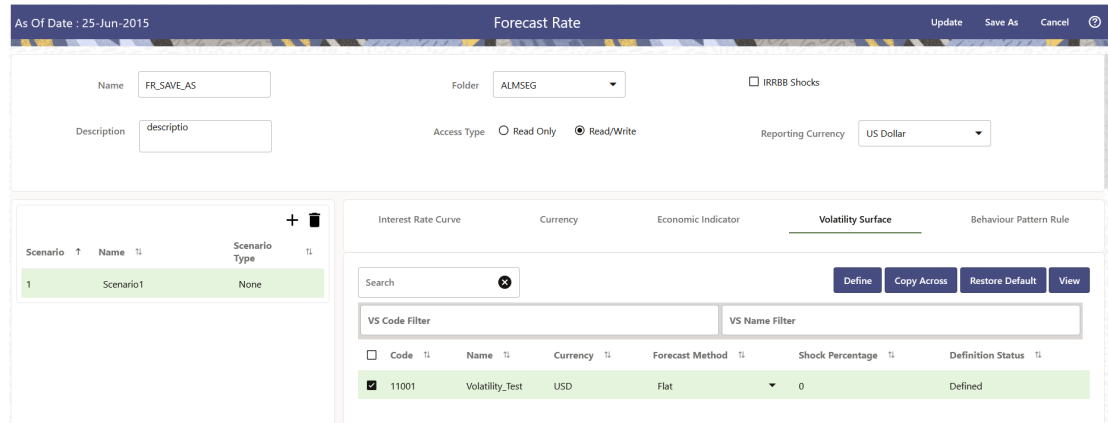 As Of Date : 25-Jun-2015 Forecast Rate Update Save As Cancel ?
Name FR_SAVE_AS Folder ALMSEG IRRBB Shocks
Description descriptio Access Type Read Only Read/Write Reporting Currency US Dollar
Interest Rate Curve Currency Economic Indicator Volatility Surface Behaviour Pattern Rule
Scenario Name Scenario Type
1 Scenario1 None
Search Define Copy Across Restore Default View
VS Code Filter VS Name Filter
Code Name Currency Forecast Method Shock Percentage Definition Status
11001 Volatility_Test USD Flat 0 Defined